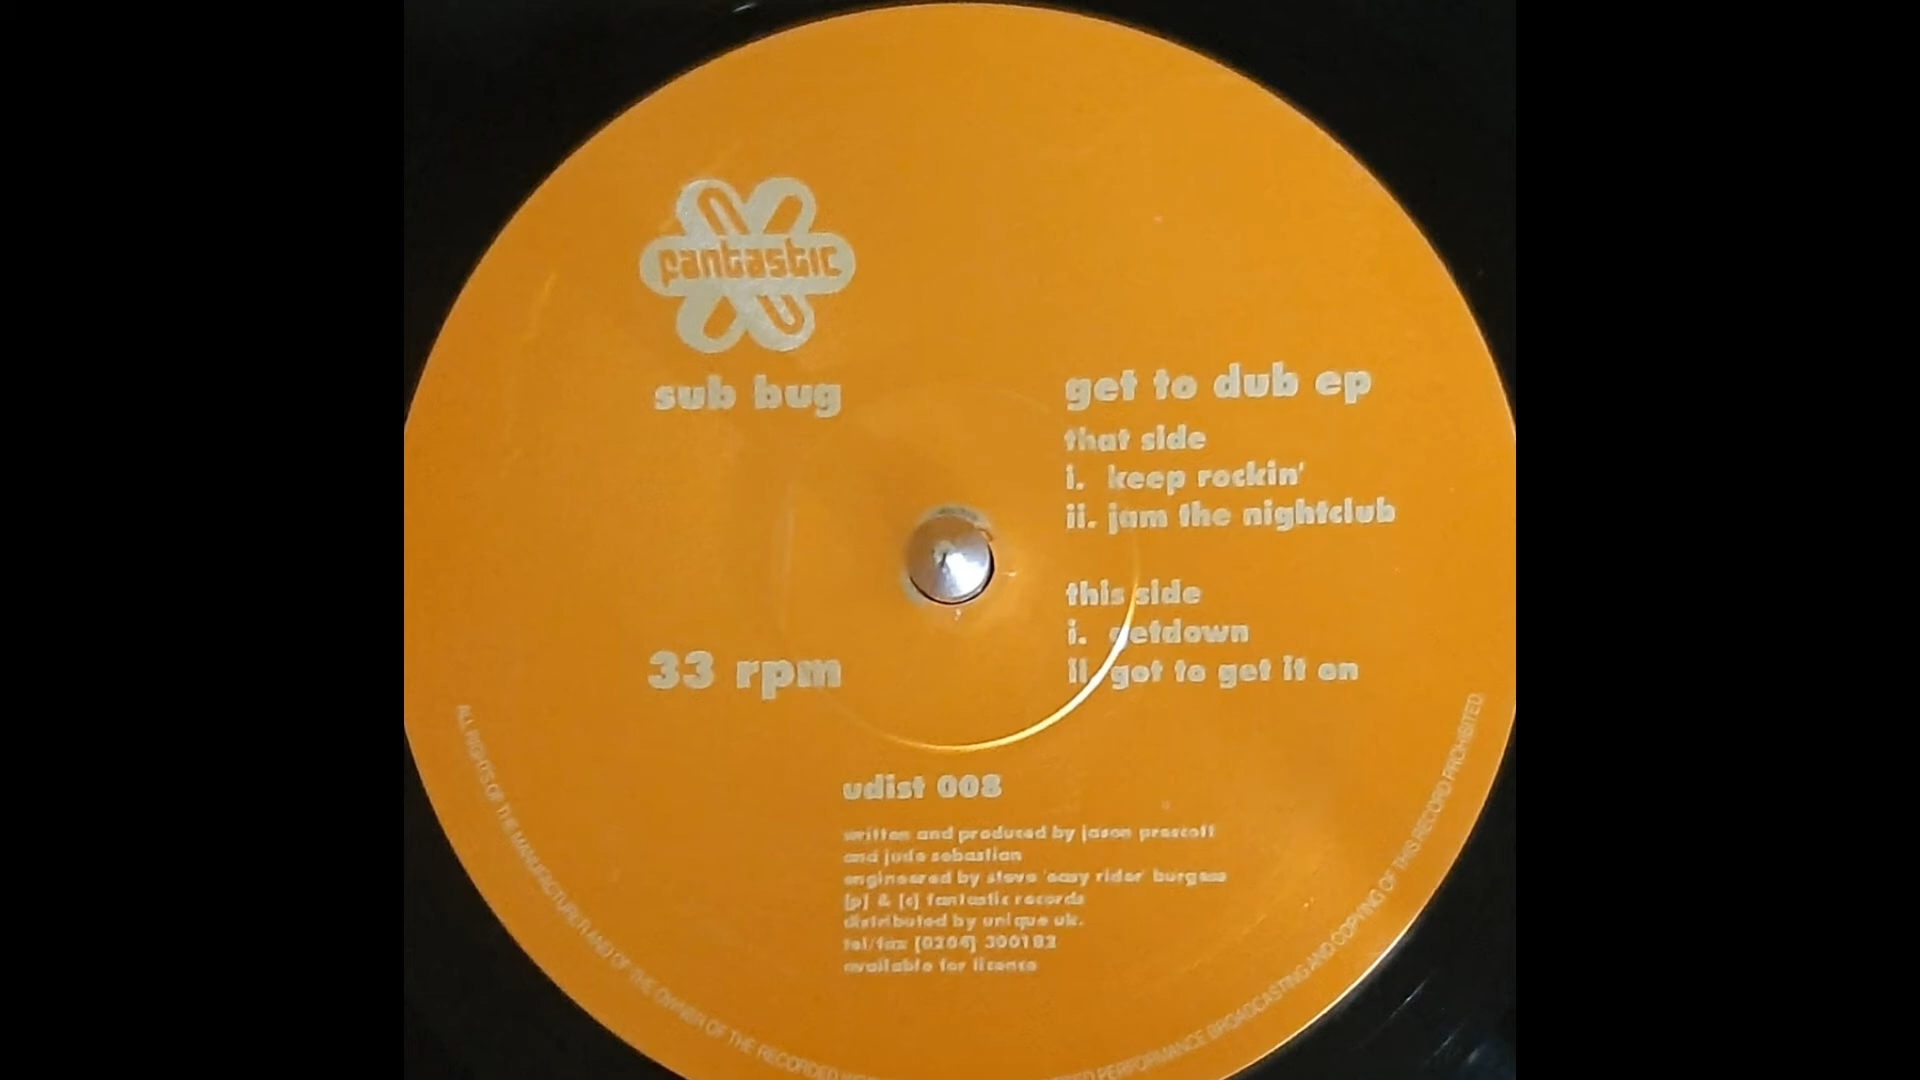 fantastic
sub bug
get to dub ep
that side
i. keep rockin'
ii. jam the nightclub
this side
i. getdown
ii. got to get it on
33 rpm
udist 008
written and produced by jason prescott
and jude sebastian
engineered by steve 'easy rider' burgess
[p] & [c] fantastic records
distributed by unique uk.
tel/fax [0204] 300182
available for licence
ALL RIGHTS OF THE MANUFACTURER AND OF THE OWNER OF THE RECORDED
PERFORMANCE BROADCASTING AND COPYING OF THIS RECORD PROHIBITED